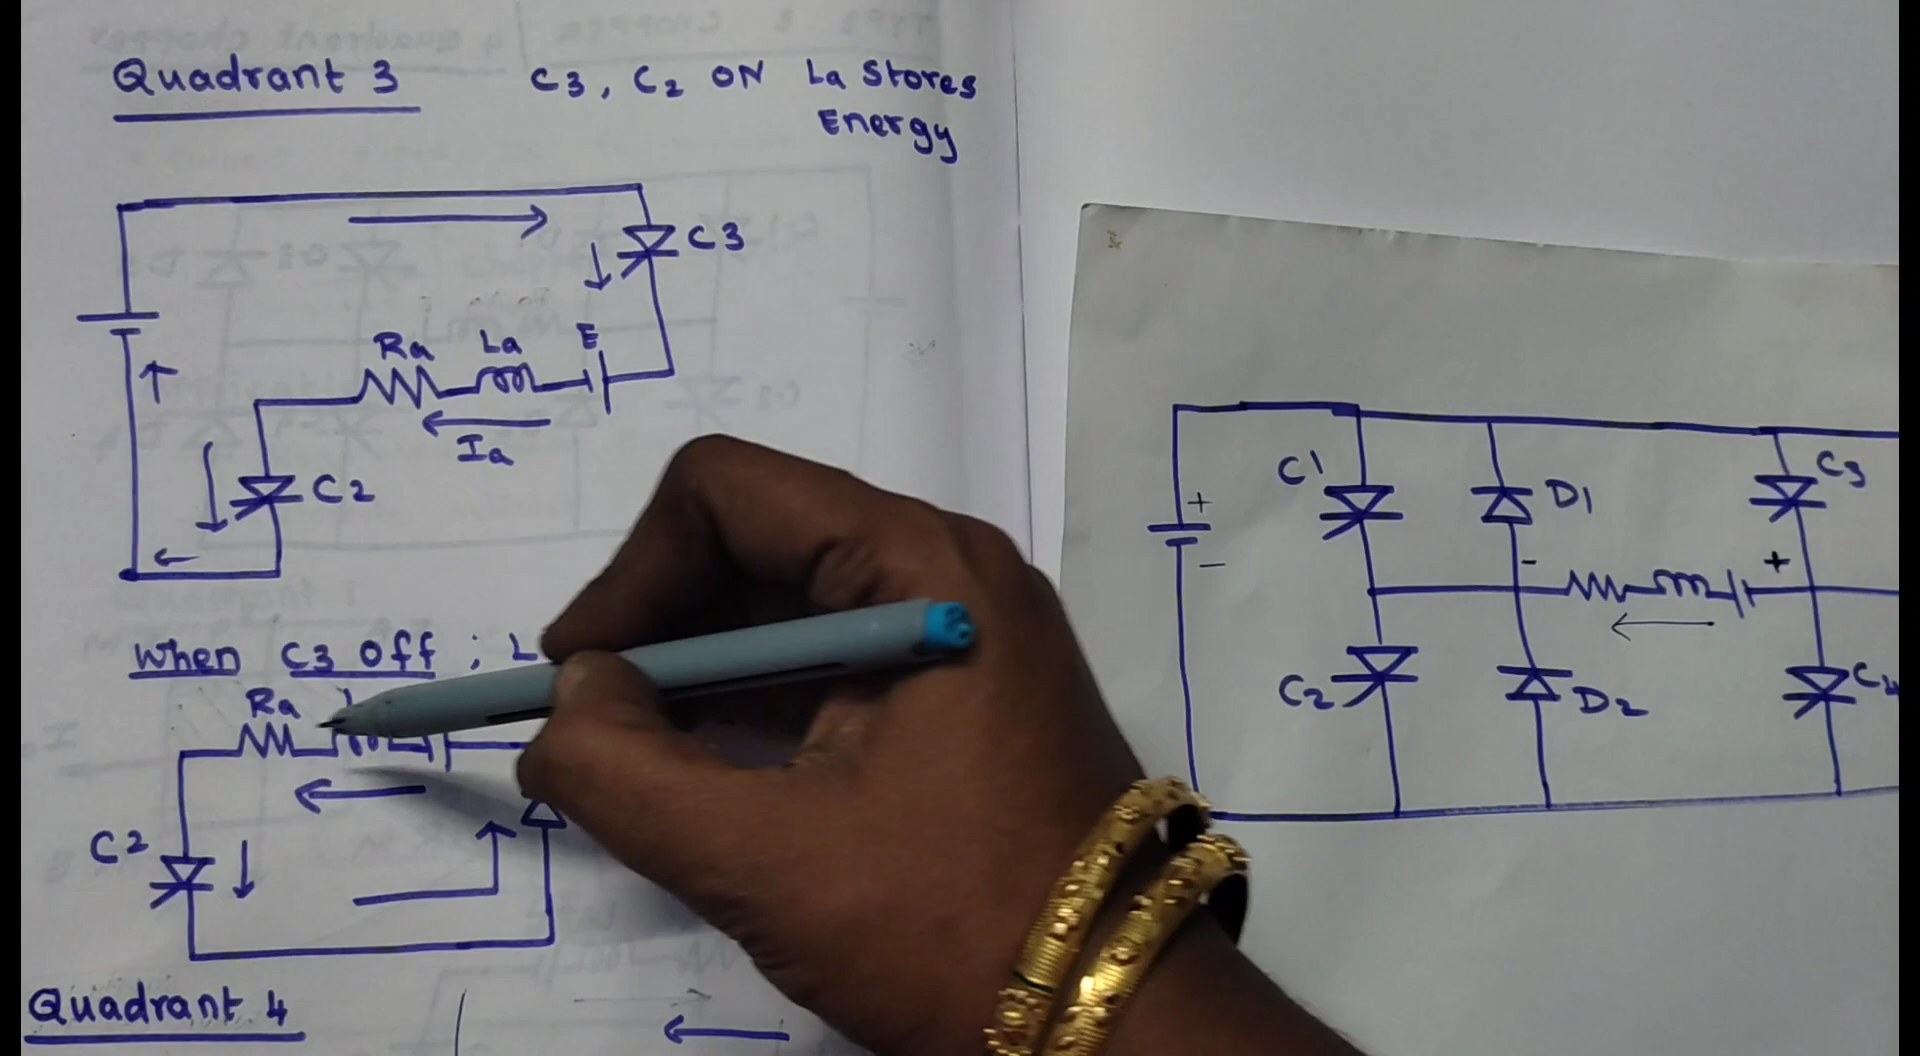 Quadrant 3 C3, C2 ON La Stores
Energy
C3
Ra La E
Ia
C2
When C3 Off ; L
Ra
C2
Quadrant 4
C1 D1 C3
+
-
- +
C2 D2 C4